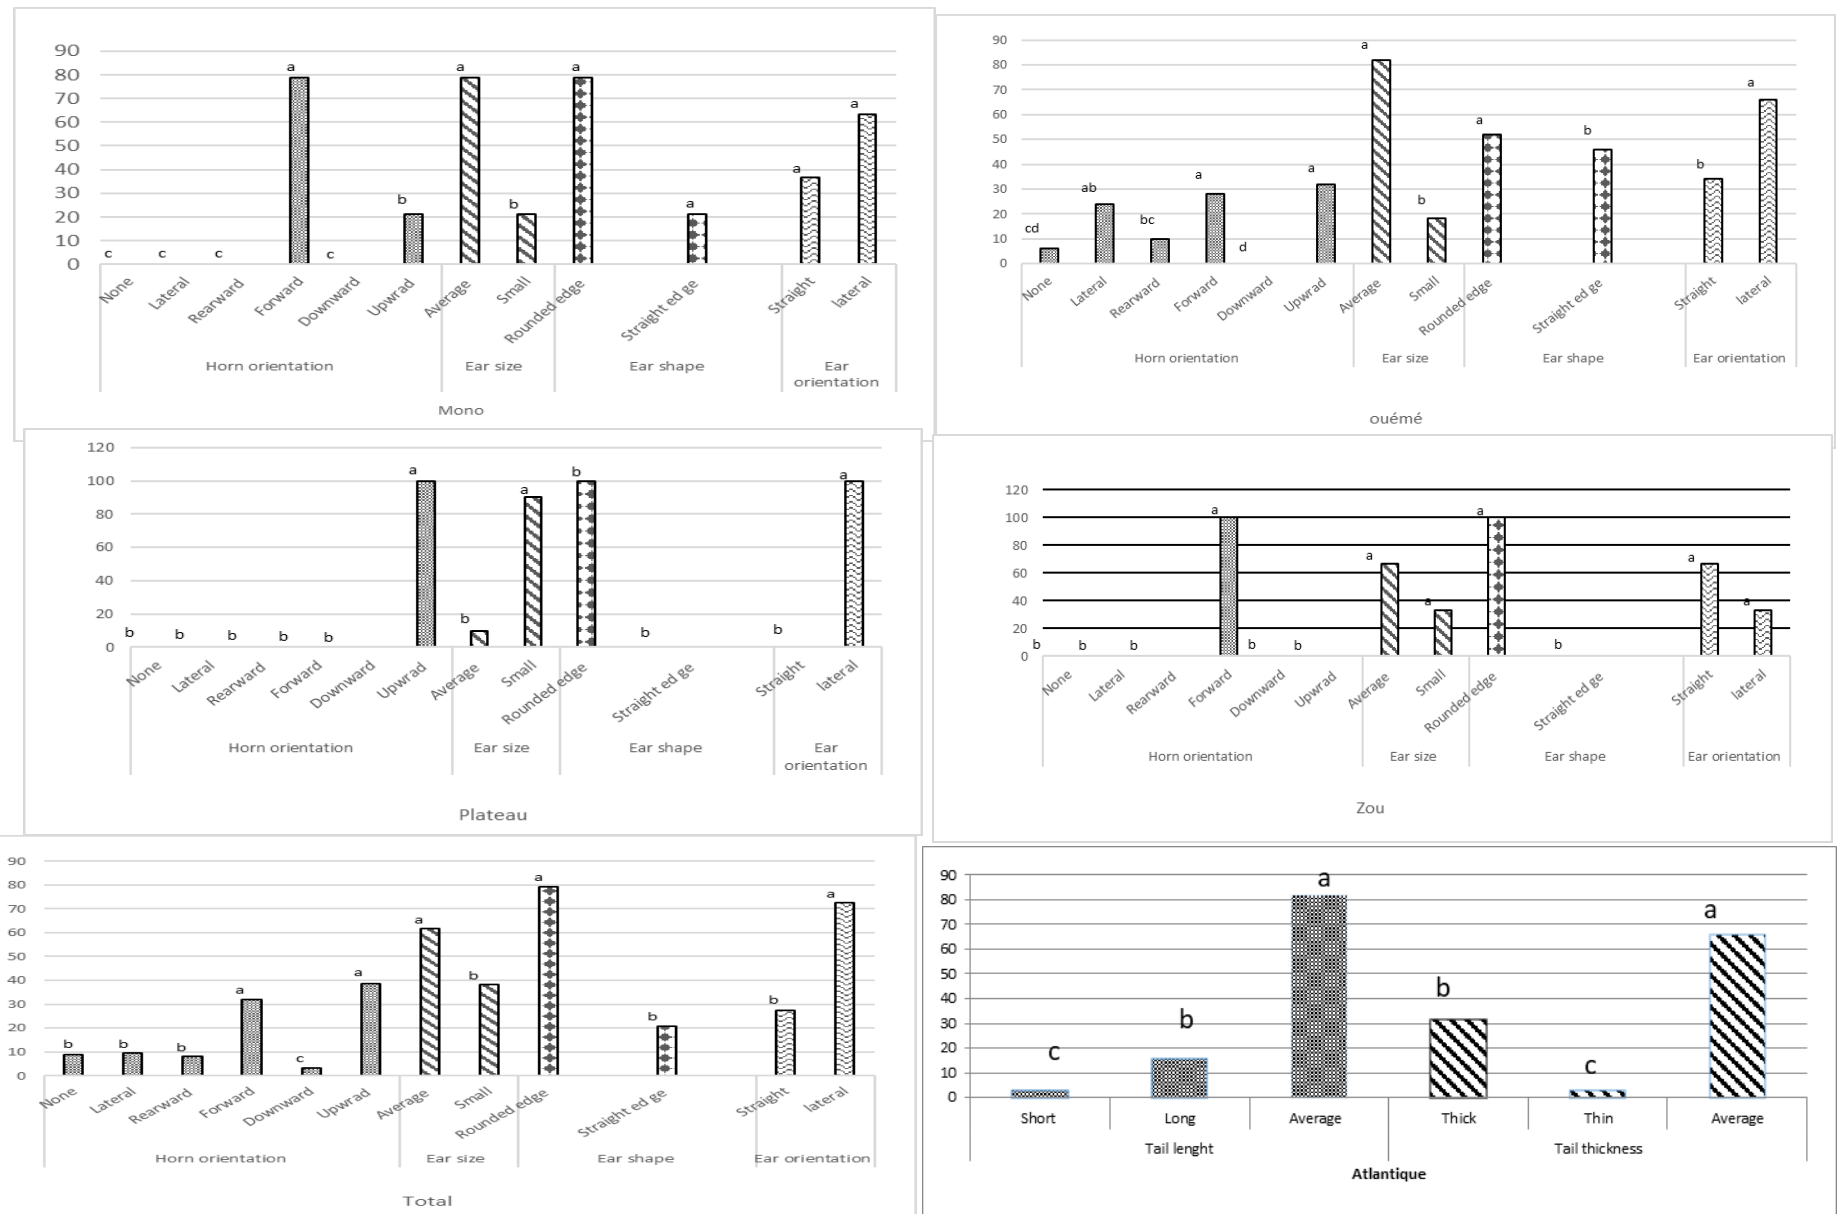 90
80
70
60
50
40
30
20
10
0
c c c a c b a b a a a a
None Lateral Rearward Forward Downward Upwrad Average Small Rounded edge Straight ed ge Straight lateral
Horn orientation Ear size Ear shape Ear
orientation
Mono
90
80
70
60
50
40
30
20
10
0
cd ab bc a d a a b a b b a
None Lateral Rearward Forward Downward Upwrad Average Small Rounded edge Straight ed ge Straight lateral
Horn orientation Ear size Ear shape Ear orientation
ouémé
120
100
80
60
40
20
0
b b b b b a b a b b b a
None Lateral Rearward Forward Downward Upwrad Average Small Rounded edge Straight ed ge Straight lateral
Horn orientation Ear size Ear shape Ear
orientation
Plateau
120
100
80
60
40
20
0
b b b a b b a a a b a a
None Lateral Rearward Forward Downward Upwrad Average Small Rounded edge Straight ed ge Straight lateral
Horn orientation Ear size Ear shape Ear orientation
Zou
90
80
70
60
50
40
30
20
10
0
b b b a c a a b a b b a
None Lateral Rearward Forward Downward Upwrad Average Small Rounded edge Straight ed ge Straight lateral
Horn orientation Ear size Ear shape Ear orientation
Total
90
80
70
60
50
40
30
20
10
0
c b a b c a
Short Long Average Thick Thin Average
Tail lenght Tail thickness
Atlantique